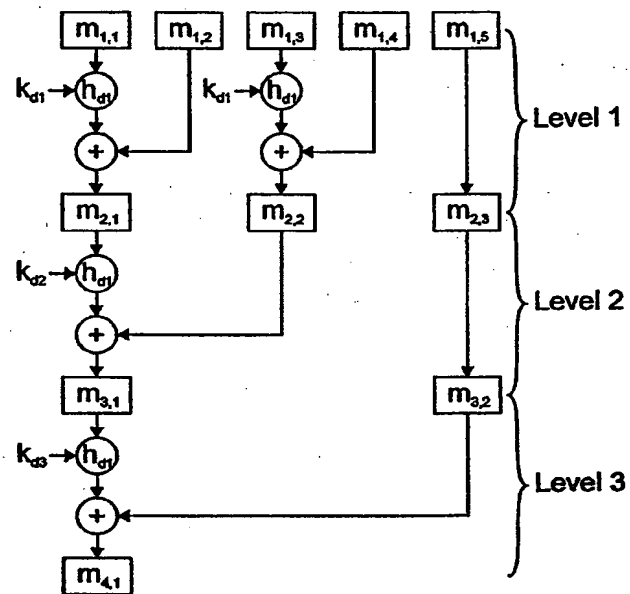 m1,1 m1,2 m1,3 m1,4 m1,5
kd1 hd1 kd1 hd1
Level 1
+ +
m2,1 m2,2 m2,3
kd2 hd1
Level 2
+
m3,1 m3,2
kd3 hd1
Level 3
+
m4,1